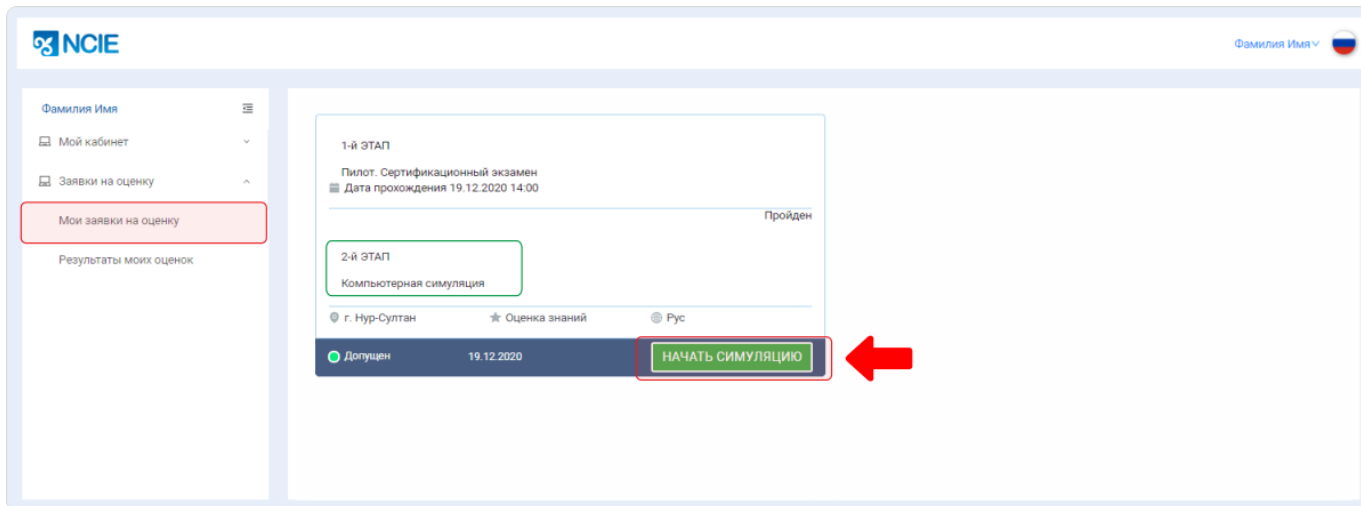 NCIE
Фамилия Имя
Фамилия Имя
Мой кабинет
Заявки на оценку
Мои заявки на оценку
Результаты моих оценок
1-й ЭТАП
Пилот. Сертификационный экзамен
Дата прохождения 19.12.2020 14:00
Пройден
2-й ЭТАП
Компьютерная симуляция
г. Нур-Султан Оценка знаний Рус
Допущен 19.12.2020 НАЧАТЬ СИМУЛЯЦИЮ